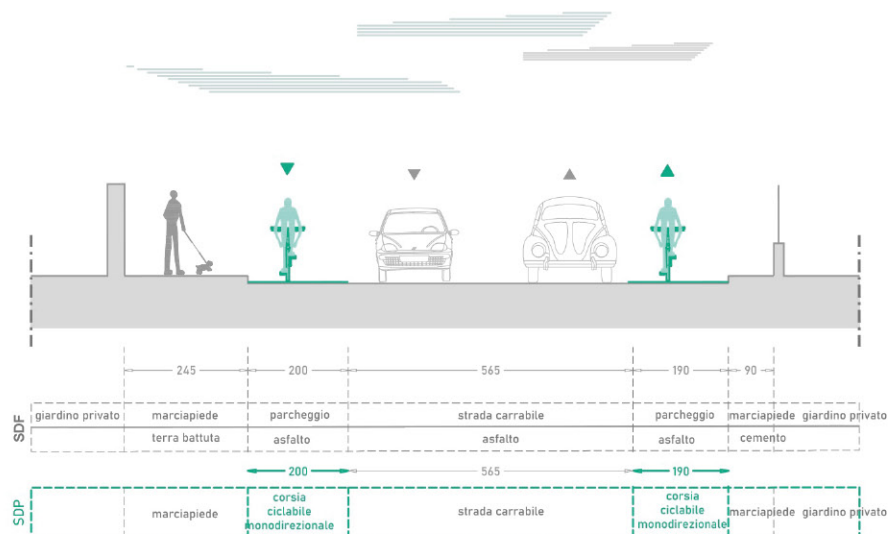 245 200 565 190 90
SDF
giardino privato marciapiede parcheggio strada carrabile parcheggio marciapiede giardino privato
terra battuta asfalto asfalto asfalto cemento
200 565 190
SDP
marciapiede corsia ciclabile monodirezionale strada carrabile corsia ciclabile monodirezionale marciapiede giardino privato